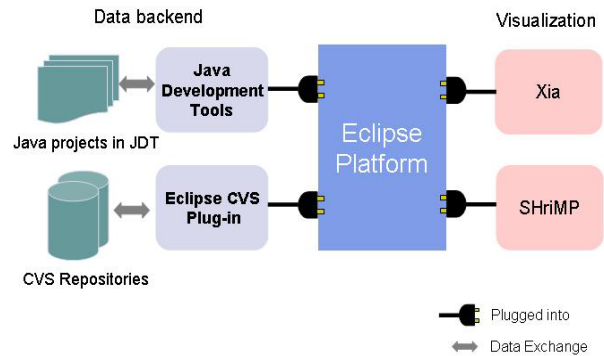 Data backend
Visualization
Java
Development
Tools
Xia
Java projects in JDT
Eclipse
Platform
Eclipse CVS
Plug-in
SHriMP
CVS Repositories
Plugged into
Data Exchange